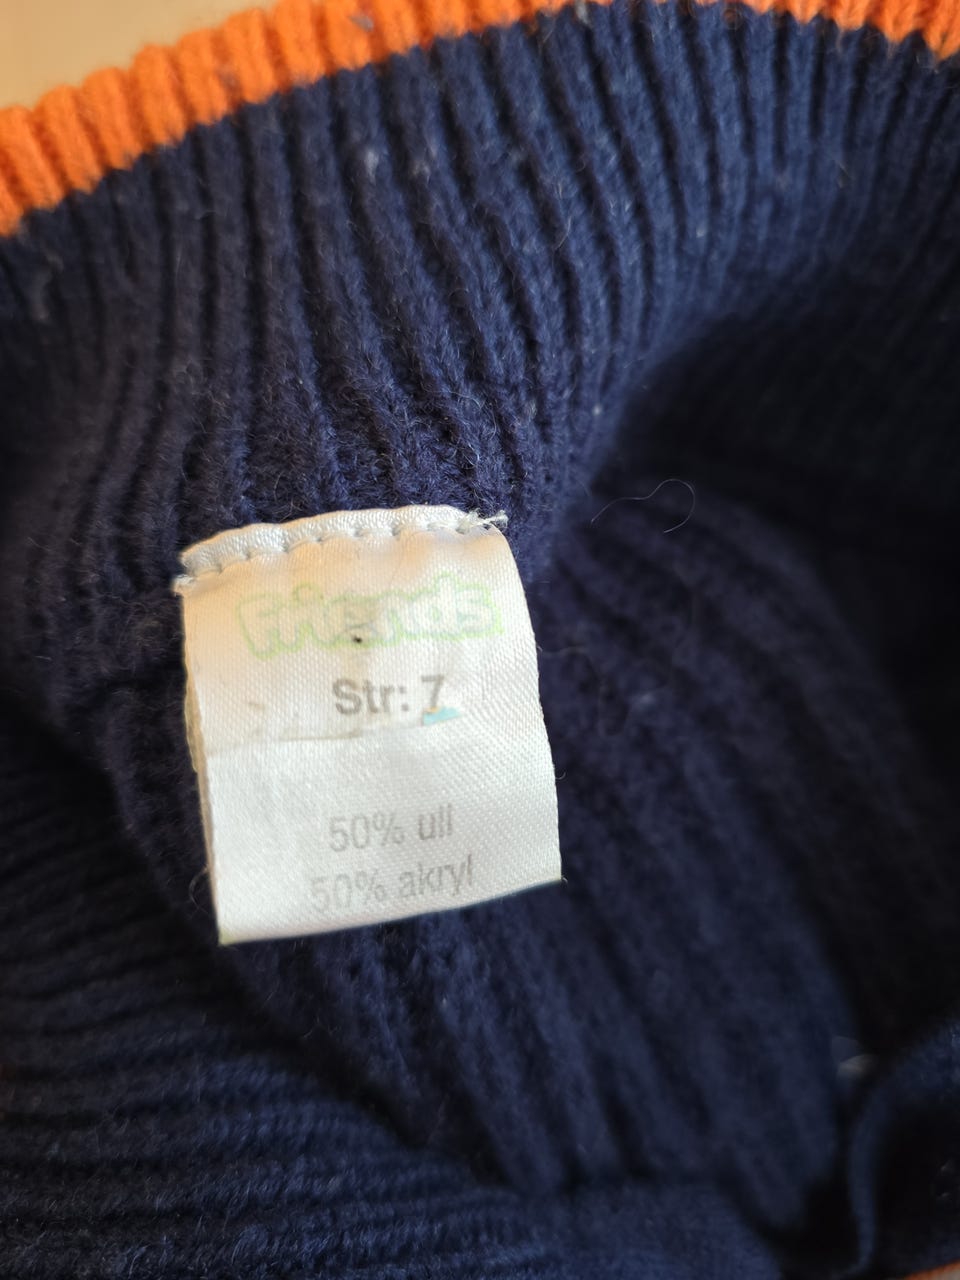 Friends
Str: 7
50% ull
50% akryl